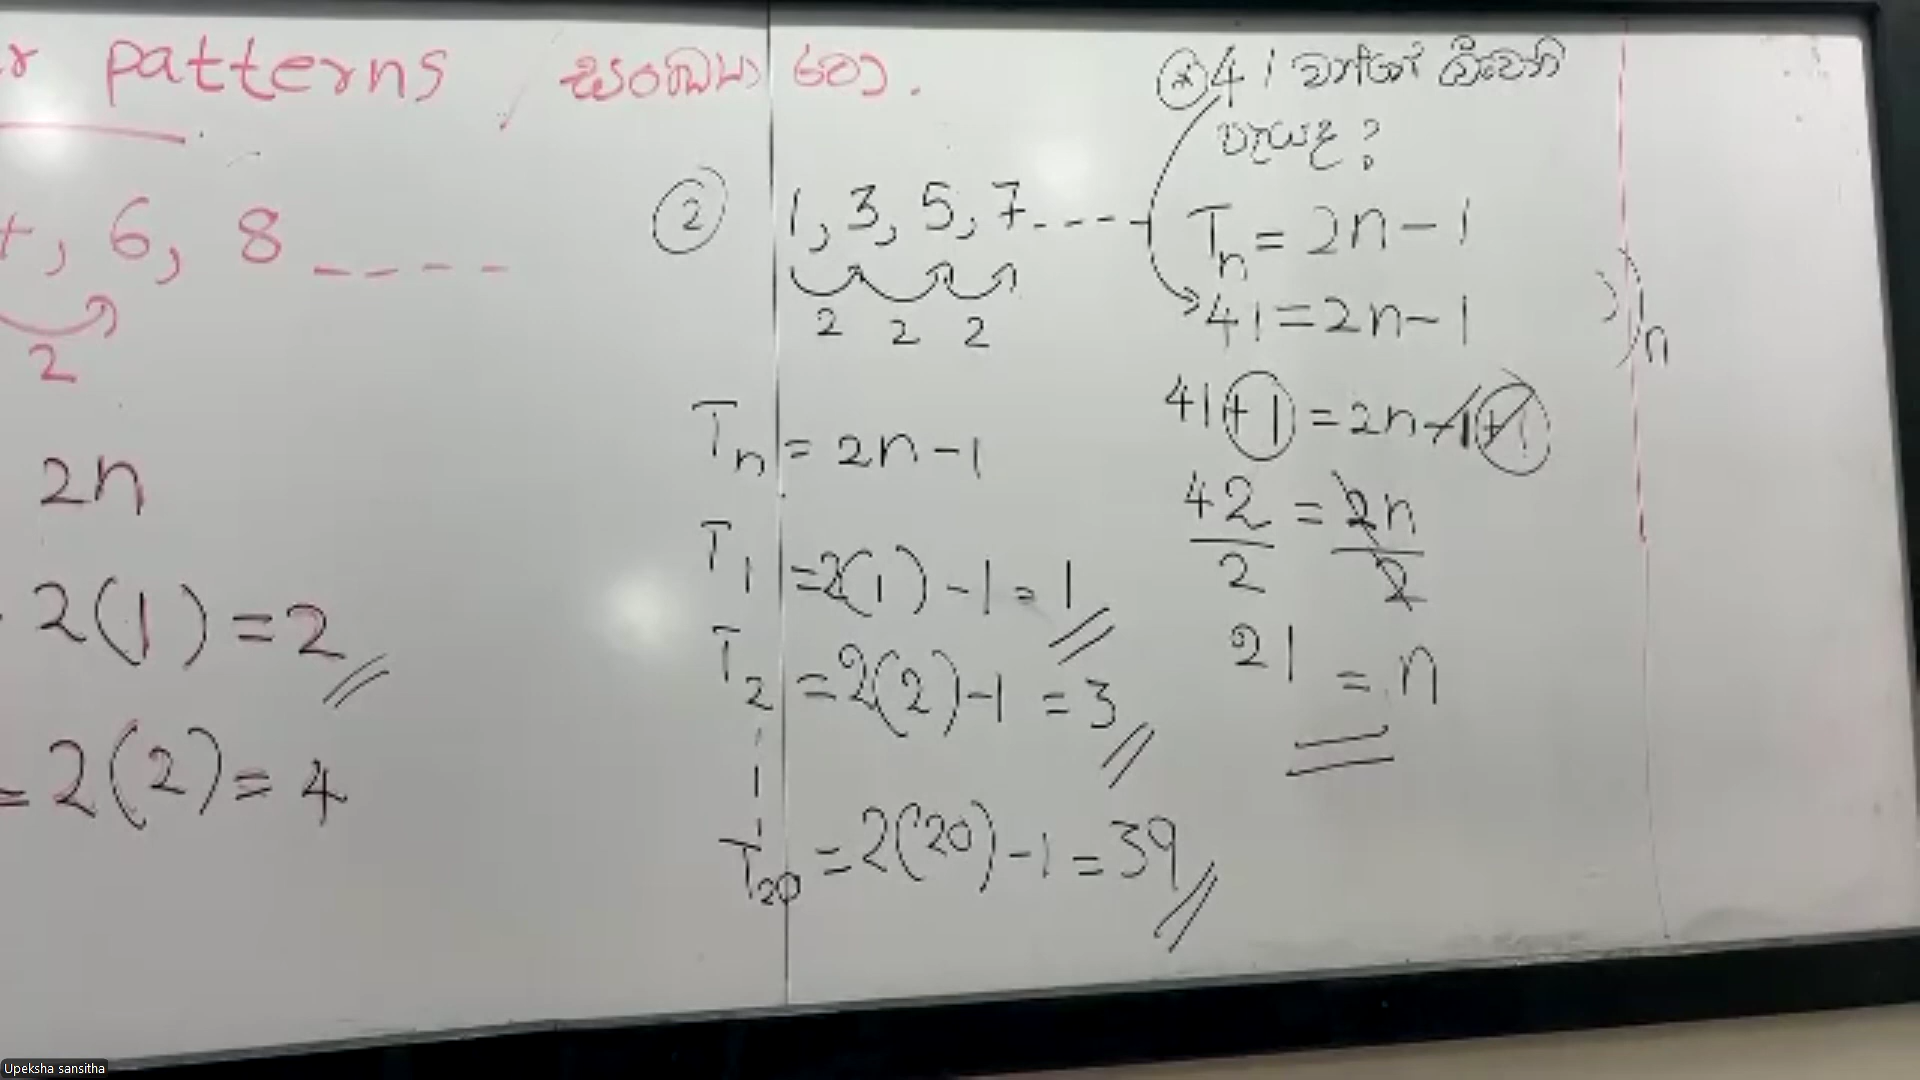 r patterns / සංඛ්‍යා රටා.
, 6, 8 ----
2
2n
2(1) = 2
= 2(2) = 4
② 1, 3, 5, 7 ----
2 2 2
Tn = 2n-1
T1 = 2(1) - 1 = 1
T2 = 2(2) - 1 = 3
T20 = 2(20) - 1 = 39
41 වන්නේ කීවෙනි
පදයද?
Tn = 2n - 1
41 = 2n - 1
41 + 1 = 2n - 1 + 1
42/2 = 2n/2
21 = n
n
Upeksha sansitha